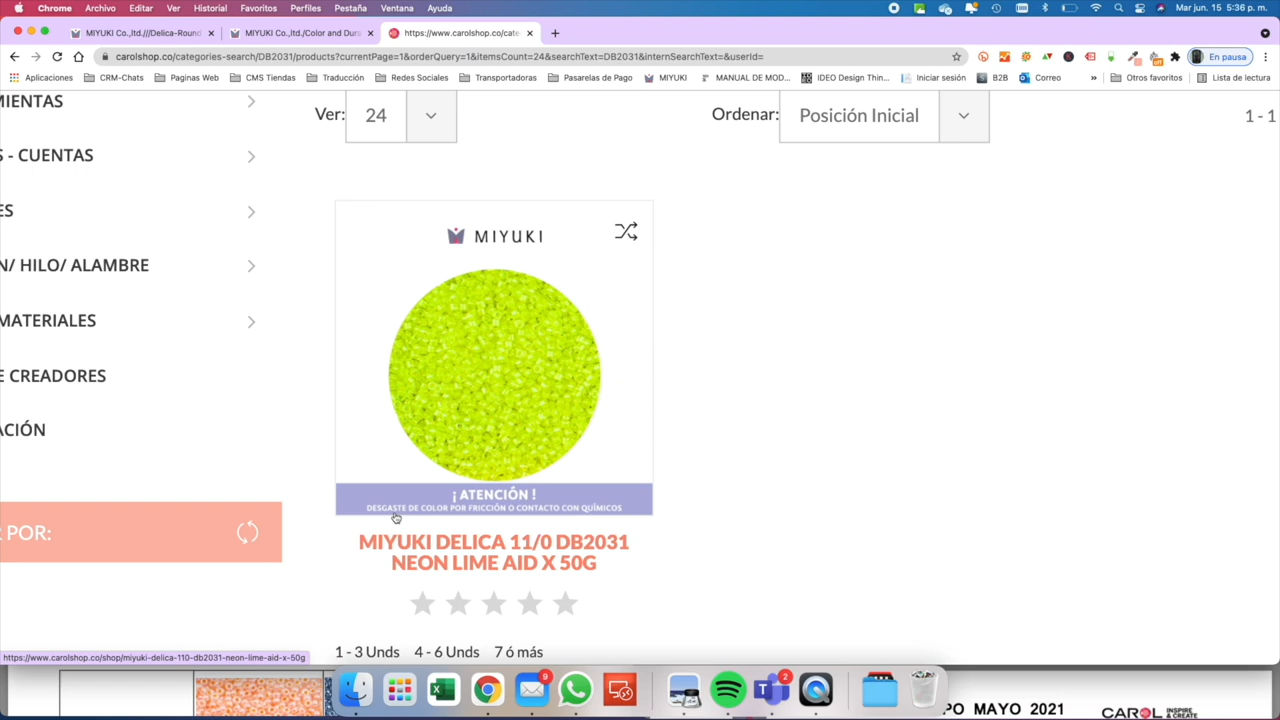 Chrome Archivo Editar Ver Historial Favoritos Perfiles Pestaña Ventana Ayuda Mar jun. 15 5:36 p. m.
MIYUKI Co.,ltd.///Delica-Round MIYUKI Co.,ltd./Color and Dura https://www.carolshop.co/cate
carolshop.co/categories-search/DB2031/products?currentPage=1&orderQuery=1&itemsCount=24&searchText=DB2031&internSearchText=&userId= En pausa
Aplicaciones CRM-Chats Paginas Web CMS Tiendas Traducción Redes Sociales Transportadoras Pasarelas de Pago MIYUKI MANUAL DE MOD... IDEO Design Thin... Iniciar sesión B2B Correo » Otros favoritos Lista de lectura
MIENTAS
Ver: 24 Ordenar: Posición Inicial 1 - 1
S - CUENTAS
ES
N/ HILO/ ALAMBRE
MATERIALES
E CREADORES
ACIÓN
R POR:
MIYUKI
¡ ATENCIÓN !
DESGASTE DE COLOR POR FRICCIÓN O CONTACTO CON QUÍMICOS
MIYUKI DELICA 11/0 DB2031
NEON LIME AID X 50G
1 - 3 Unds 4 - 6 Unds 7 ó más
https://www.carolshop.co/shop/miyuki-delica-110-db2031-neon-lime-aid-x-50g
9
2
PO MAYO 2021 CAROL INSPIRE & CREATE